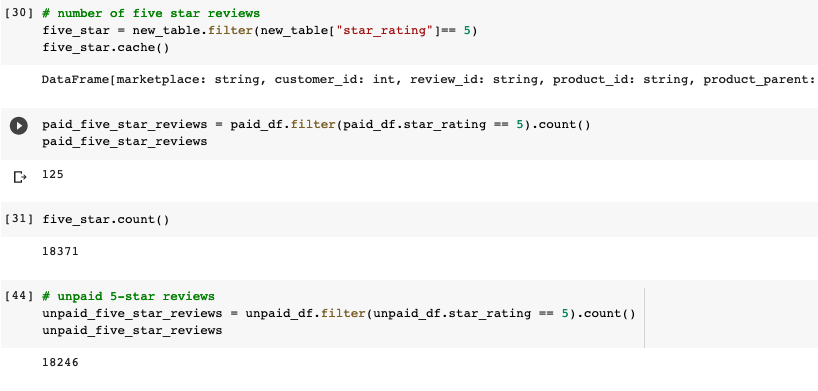 [30] # number of five star reviews
five_star = new_table.filter(new_table["star_rating"]== 5)
five_star.cache()
DataFrame[marketplace: string, customer_id: int, review_id: string, product_id: string, product_parent:
paid_five_star_reviews = paid_df.filter(paid_df.star_rating == 5).count()
paid_five_star_reviews
125
[31] five_star.count()
18371
[44] # unpaid 5-star reviews
unpaid_five_star_reviews = unpaid_df.filter(unpaid_df.star_rating == 5).count()
unpaid_five_star_reviews
18246